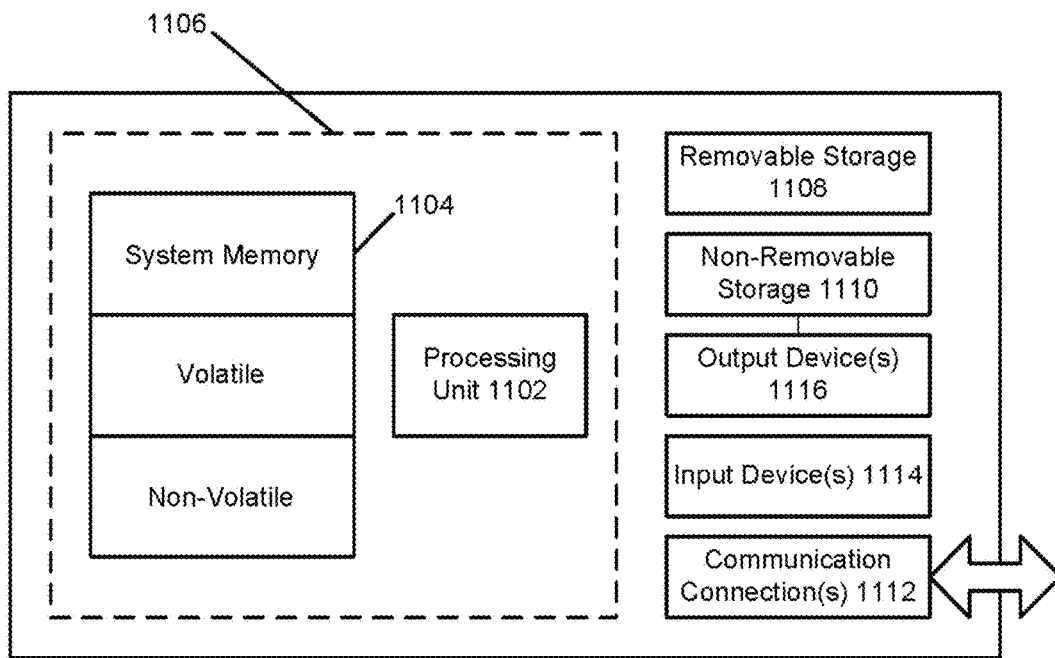 1106
1104
System Memory
Volatile
Non-Volatile
Processing
Unit 1102
Removable Storage
1108
Non-Removable
Storage 1110
Output Device(s)
1116
Input Device(s) 1114
Communication
Connection(s) 1112